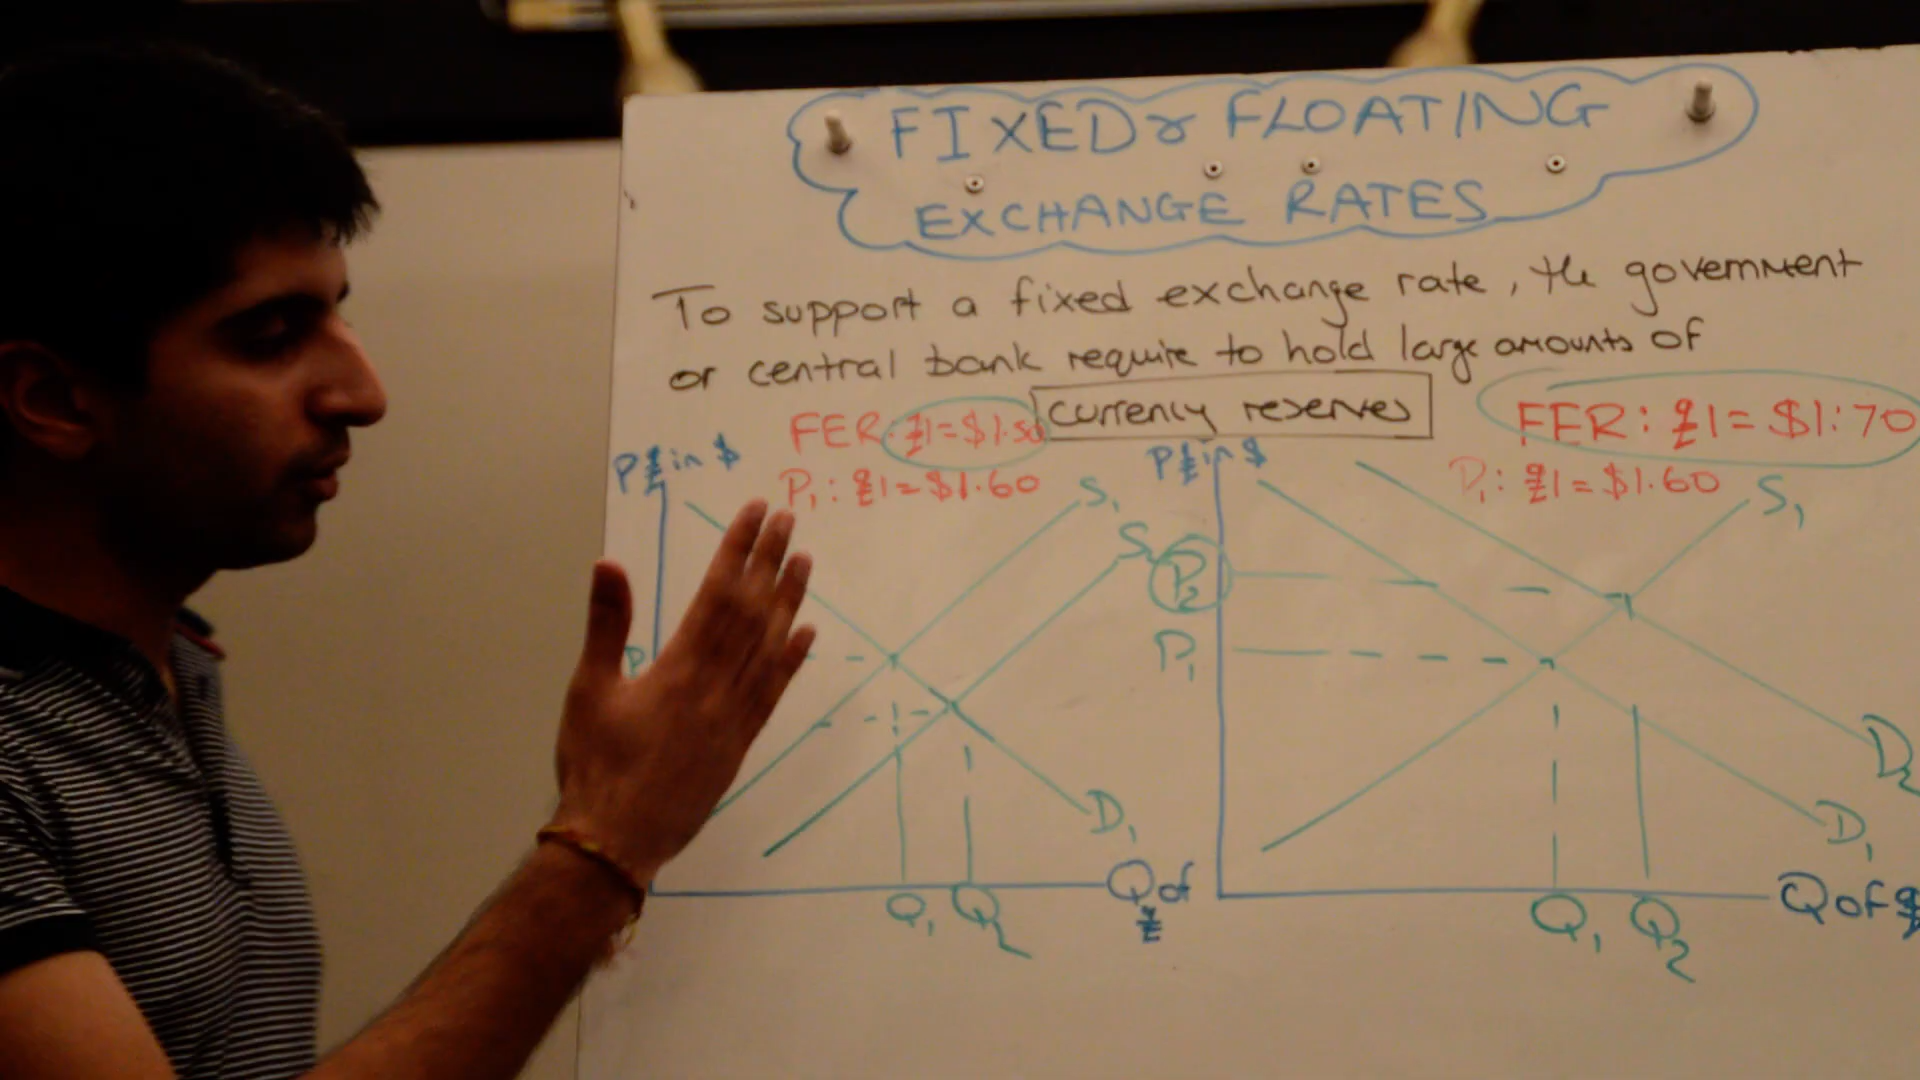 FIXED & FLOATING
EXCHANGE RATES
To support a fixed exchange rate, the government
or central bank require to hold large amounts of
currency reserves
FER: £1=$1.50
P₁: £1=$1.60
P£ in $
S₁
P
D₁
Q₁ Q₂
Q of £
FER: £1=$1:70
P₁: £1=$1.60
P£ in $
S₁
P₂
P₁
D₂
D₁
Q₁ Q₂
Q of